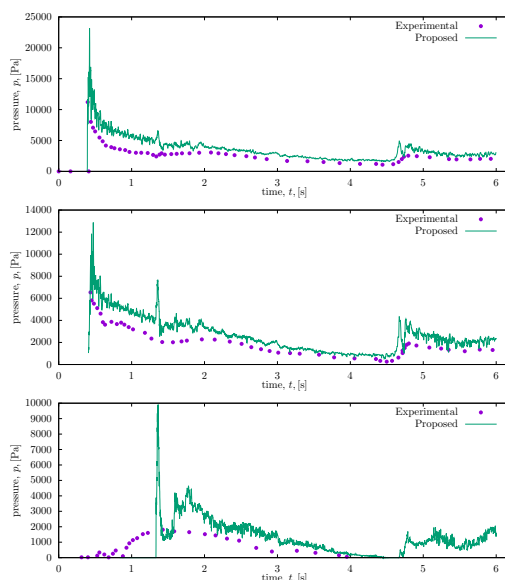 25000
20000
15000
10000
5000
0
pressure, p, [Pa]
Experimental
Proposed
0 1 2 3 4 5 6
time, t, [s]
14000
12000
10000
8000
6000
4000
2000
0
pressure, p, [Pa]
Experimental
Proposed
0 1 2 3 4 5 6
time, t, [s]
10000
9000
8000
7000
6000
5000
4000
3000
2000
1000
0
pressure, p, [Pa]
Experimental
Proposed
0 1 2 3 4 5 6
time, t, [s]